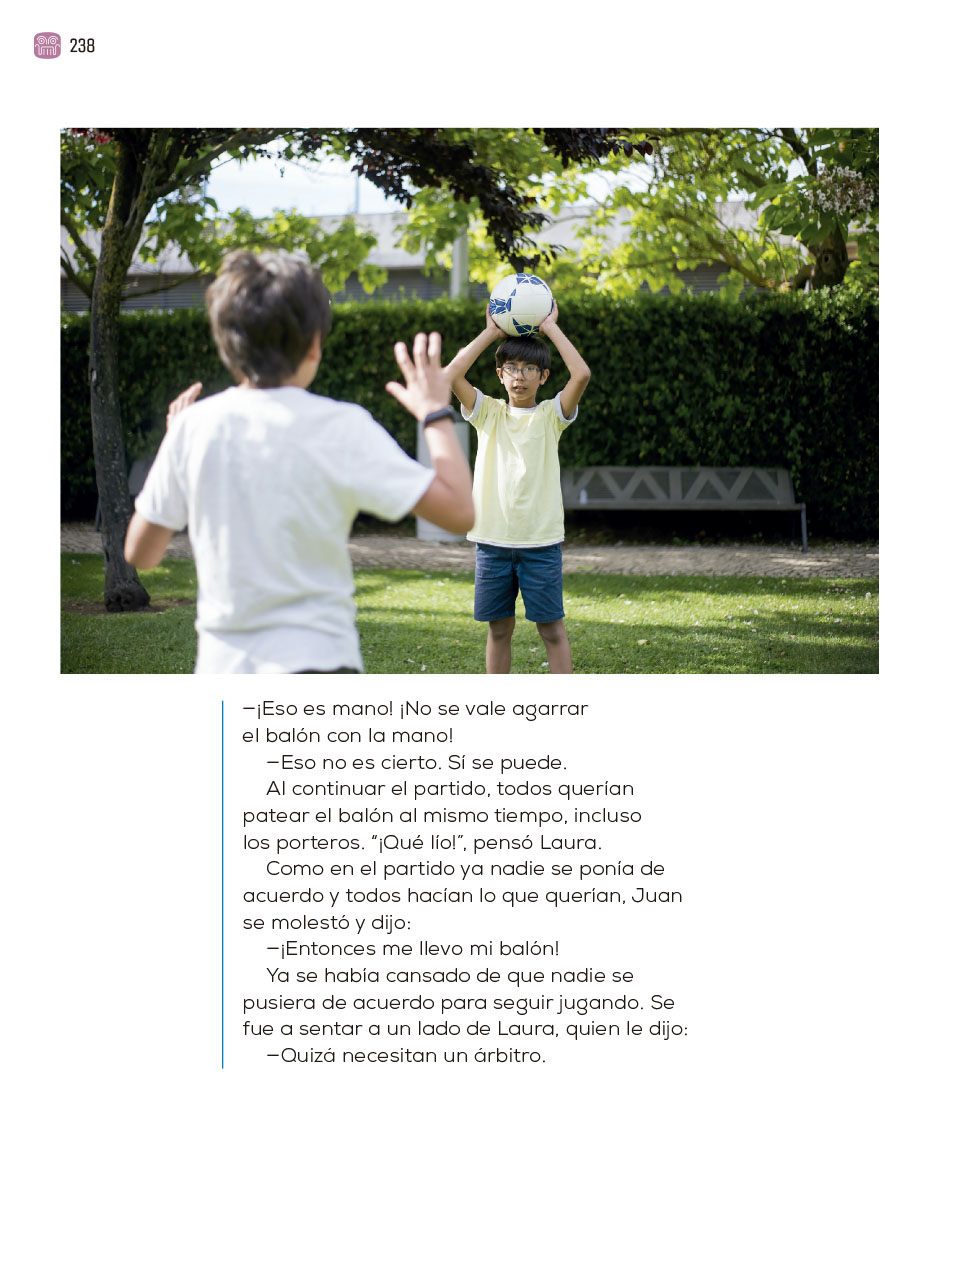 238
—¡Eso es mano! ¡No se vale agarrar
el balón con la mano!
—Eso no es cierto. Sí se puede.
Al continuar el partido, todos querían
patear el balón al mismo tiempo, incluso
los porteros. “¡Qué lío!”, pensó Laura.
Como en el partido ya nadie se ponía de
acuerdo y todos hacían lo que querían, Juan
se molestó y dijo:
—¡Entonces me llevo mi balón!
Ya se había cansado de que nadie se
pusiera de acuerdo para seguir jugando. Se
fue a sentar a un lado de Laura, quien le dijo:
—Quizá necesitan un árbitro.